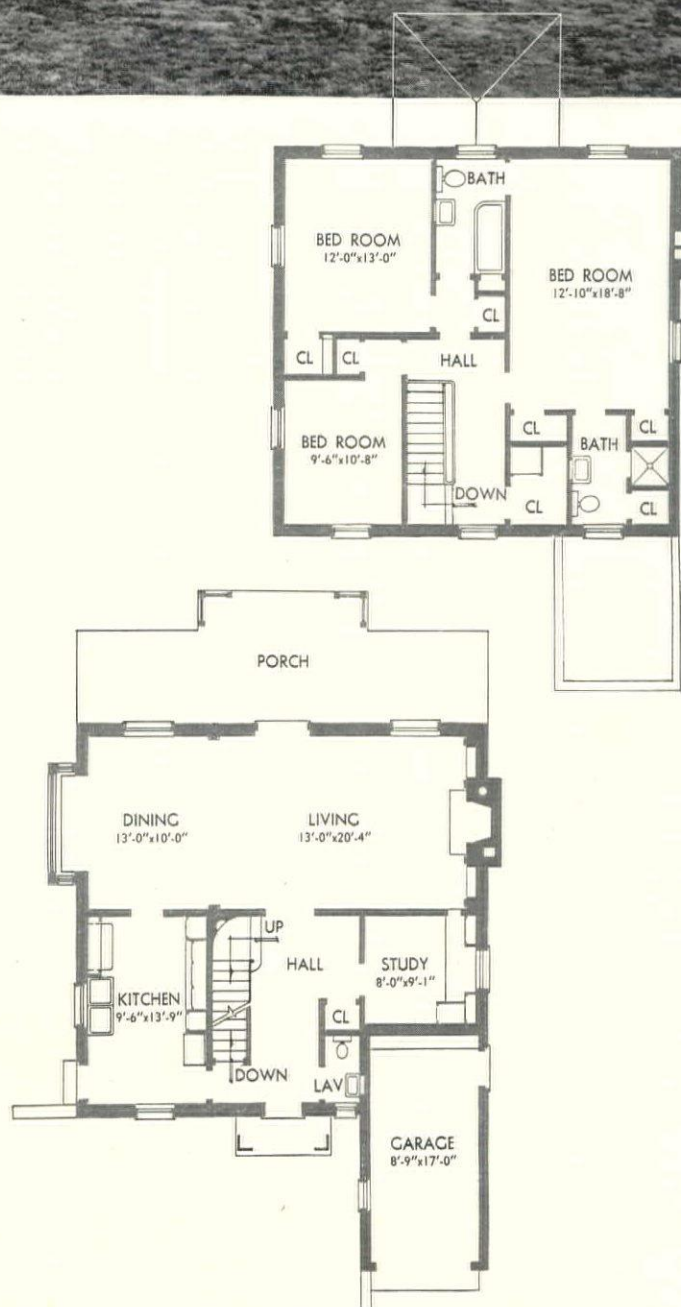 BATH
BED ROOM
12'-0"x13'-0"
BED ROOM
12'-10"x18'-8"
CL
CL
CL
HALL
BED ROOM
9'-6"x10'-8"
CL
BATH
CL
DOWN
CL
CL
PORCH
DINING
13'-0"x10'-0"
LIVING
13'-0"x20'-4"
UP
HALL
STUDY
8'-0"x9'-1"
KITCHEN
9'-6"x13'-9"
CL
DOWN
LAV
GARAGE
8'-9"x17'-0"